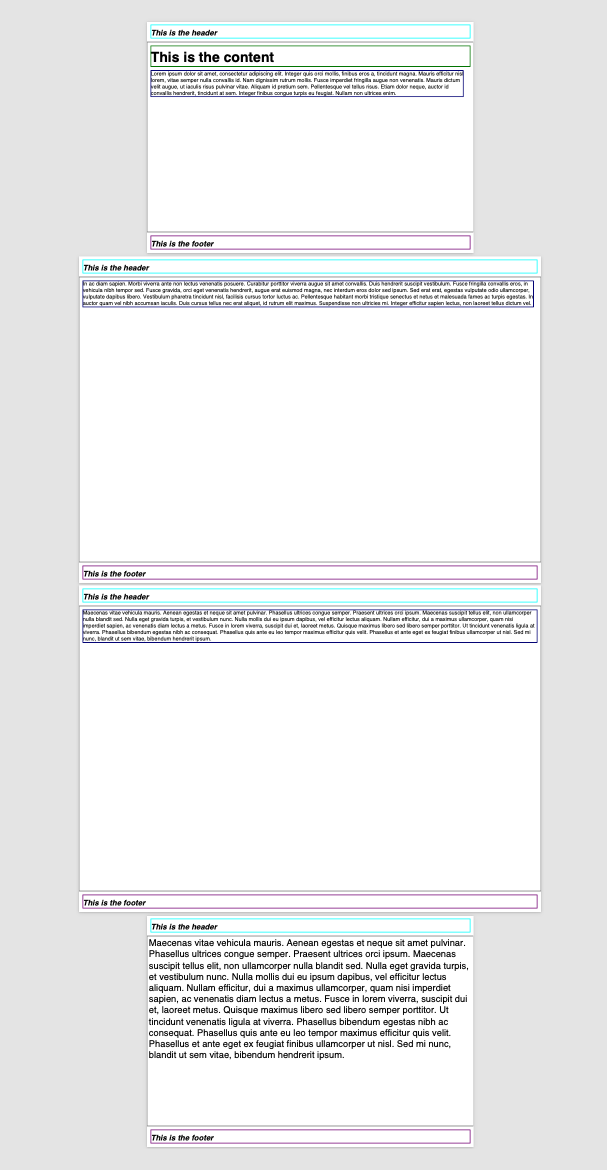 This is the header
This is the content
Lorem ipsum dolor sit amet, consectetur adipiscing elit. Integer quis orci mollis, finibus eros a, tincidunt magna. Mauris efficitur nisi
lorem, vitae semper nulla convallis id. Nam dignissim rutrum mollis. Fusce imperdiet fringilla augue non venenatis. Mauris dictum
velit augue, ut iaculis risus pulvinar vitae. Aliquam id pretium sem. Pellentesque vel tellus risus. Etiam dolor neque, auctor id
convallis hendrerit, tincidunt at sem. Integer finibus congue turpis eu feugiat. Nullam non ultrices enim.
This is the footer
This is the header
In ac diam sapien. Morbi viverra ante non lectus venenatis posuere. Curabitur porttitor viverra augue sit amet convallis. Duis hendrerit suscipit vestibulum. Fusce fringilla convallis eros, in
vehicula nibh tempor sed. Fusce gravida, orci eget venenatis hendrerit, augue erat euismod magna, nec interdum eros dolor sed ipsum. Sed erat erat, egestas vulputate odio ullamcorper,
vulputate dapibus libero. Vestibulum pharetra tincidunt nisl, facilisis cursus tortor luctus ac. Pellentesque habitant morbi tristique senectus et netus et malesuada fames ac turpis egestas. In
auctor quam vel nibh accumsan iaculis. Duis cursus tellus nec erat aliquet, id rutrum elit maximus. Suspendisse non ultricies mi. Integer efficitur sapien lectus, non laoreet tellus dictum vel.
This is the footer
This is the header
Maecenas vitae vehicula mauris. Aenean egestas et neque sit amet pulvinar. Phasellus ultrices congue semper. Praesent ultrices orci ipsum. Maecenas suscipit tellus elit, non ullamcorper
nulla blandit sed. Nulla eget gravida turpis, et vestibulum nunc. Nulla mollis dui eu ipsum dapibus, vel efficitur lectus aliquam. Nullam efficitur, dui a maximus ullamcorper, quam nisi
imperdiet sapien, ac venenatis diam lectus a metus. Fusce in lorem viverra, suscipit dui et, laoreet metus. Quisque maximus libero sed libero semper porttitor. Ut tincidunt venenatis ligula at
viverra. Phasellus bibendum egestas nibh ac consequat. Phasellus quis ante eu leo tempor maximus efficitur quis velit. Phasellus et ante eget ex feugiat finibus ullamcorper ut nisl. Sed mi
nunc, blandit ut sem vitae, bibendum hendrerit ipsum.
This is the footer
This is the header
Maecenas vitae vehicula mauris. Aenean egestas et neque sit amet pulvinar.
Phasellus ultrices congue semper. Praesent ultrices orci ipsum. Maecenas
suscipit tellus elit, non ullamcorper nulla blandit sed. Nulla eget gravida turpis,
et vestibulum nunc. Nulla mollis dui eu ipsum dapibus, vel efficitur lectus
aliquam. Nullam efficitur, dui a maximus ullamcorper, quam nisi imperdiet
sapien, ac venenatis diam lectus a metus. Fusce in lorem viverra, suscipit dui
et, laoreet metus. Quisque maximus libero sed libero semper porttitor. Ut
tincidunt venenatis ligula at viverra. Phasellus bibendum egestas nibh ac
consequat. Phasellus quis ante eu leo tempor maximus efficitur quis velit.
Phasellus et ante eget ex feugiat finibus ullamcorper ut nisl. Sed mi nunc,
blandit ut sem vitae, bibendum hendrerit ipsum.
This is the footer